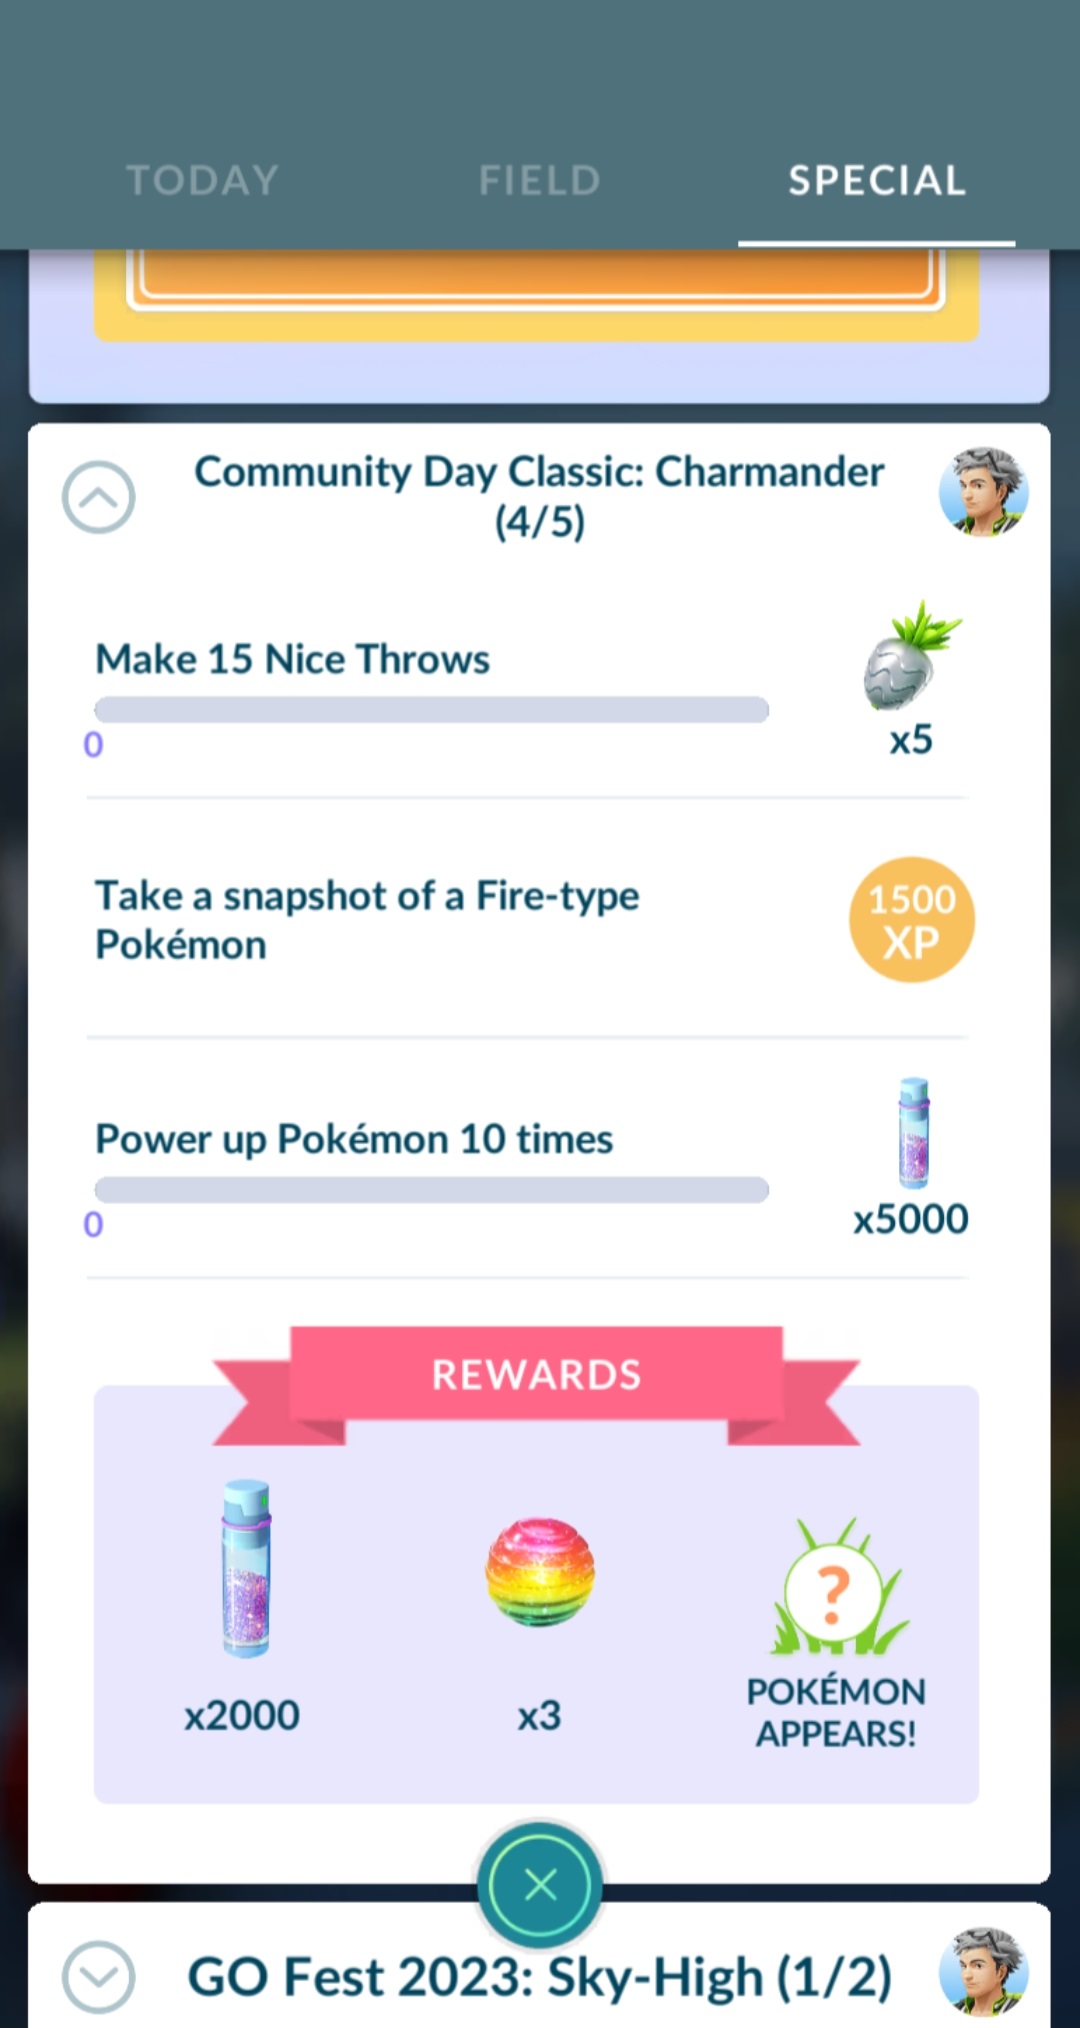 TODAY
FIELD
SPECIAL
Community Day Classic: Charmander
(4/5)
Make 15 Nice Throws
0
x5
Take a snapshot of a Fire-type
Pokémon
1500
XP
Power up Pokémon 10 times
0
x5000
REWARDS
x2000
x3
?
POKÉMON
APPEARS!
GO Fest 2023: Sky-High (1/2)